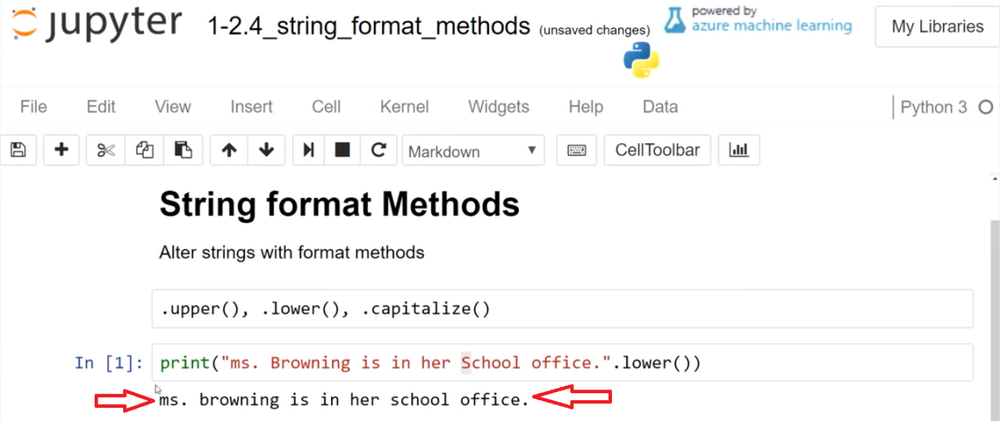 jupyter 1-2.4_string_format_methods (unsaved changes) powered by azure machine learning My Libraries
File Edit View Insert Cell Kernel Widgets Help Data Python 3
Markdown CellToolbar
String format Methods
Alter strings with format methods
.upper(), .lower(), .capitalize()
In [1]: print("ms. Browning is in her School office.".lower())
ms. browning is in her school office.